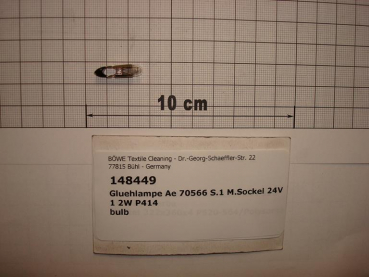 10 cm
BÖWE Textile Cleaning - Dr.-Georg-Schaeffler-Str. 22
77815 Bühl - Germany
148449
Gluehlampe Ae 70566 S.1 M.Sockel 24V
1 2W P414
bulb